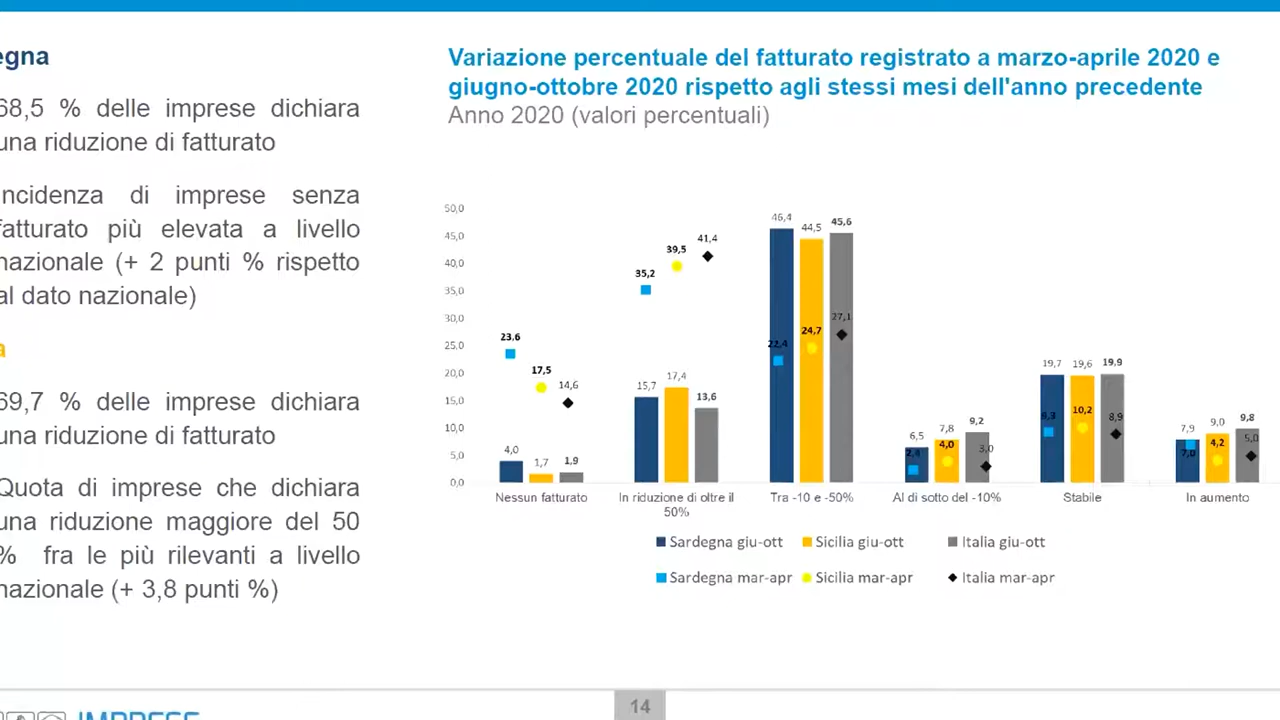 egna
68,5 % delle imprese dichiara
una riduzione di fatturato
ncidenza di imprese senza
fatturato più elevata a livello
nazionale (+ 2 punti % rispetto
al dato nazionale)
a
69,7 % delle imprese dichiara
una riduzione di fatturato
Quota di imprese che dichiara
una riduzione maggiore del 50
% fra le più rilevanti a livello
nazionale (+ 3,8 punti %)
Variazione percentuale del fatturato registrato a marzo-aprile 2020 e
giugno-ottobre 2020 rispetto agli stessi mesi dell'anno precedente
Anno 2020 (valori percentuali)
50,0
45,0
40,0
35,0
30,0
25,0
20,0
15,0
10,0
5,0
0,0
23,6
17,5
14,6
4,0
1,7
1,9
35,2
39,5
41,4
15,7
17,4
13,6
46,4
44,5
45,6
22,4
24,7
27,1
6,5
7,8
9,2
2,4
4,0
3,0
19,7
19,6
19,9
9,3
10,2
8,9
7,9
9,0
9,8
7,0
4,2
5,0
Nessun fatturato
In riduzione di oltre il
50%
Tra -10 e -50%
Al di sotto del -10%
Stabile
In aumento
Sardegna giu-ott
Sicilia giu-ott
Italia giu-ott
Sardegna mar-apr
Sicilia mar-apr
Italia mar-apr
14
IMPRESE